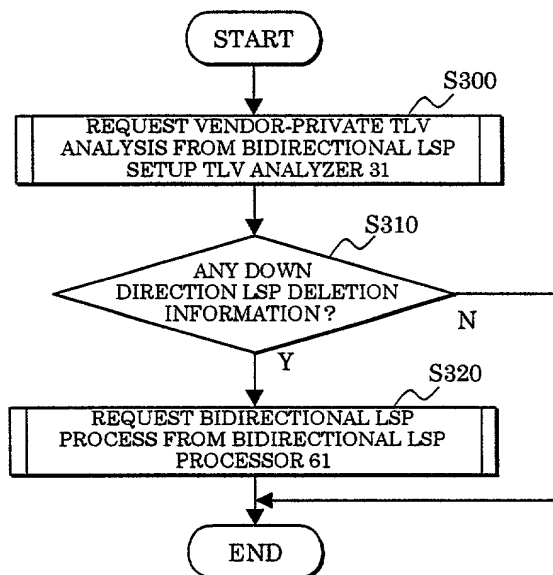 START
S300
REQUEST VENDOR-PRIVATE TLV
ANALYSIS FROM BIDIRECTIONAL LSP
SETUP TLV ANALYZER 31
S310
ANY DOWN
DIRECTION LSP DELETION
INFORMATION ?
N
Y
S320
REQUEST BIDIRECTIONAL LSP
PROCESS FROM BIDIRECTIONAL LSP
PROCESSOR 61
END